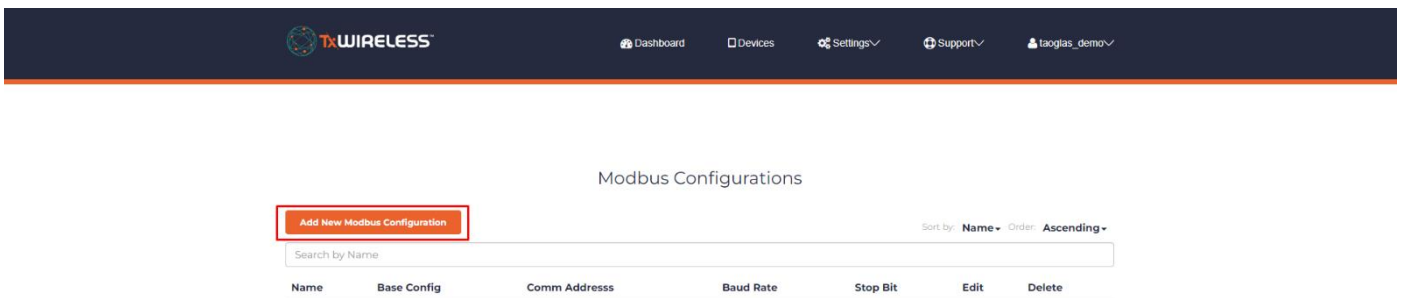 TxWIRELESS™
Dashboard Devices Settings Support taoglas_demo
Modbus Configurations
Add New Modbus Configuration
Sort by: Name Order: Ascending
Search by Name
Name Base Config Comm Addresss Baud Rate Stop Bit Edit Delete